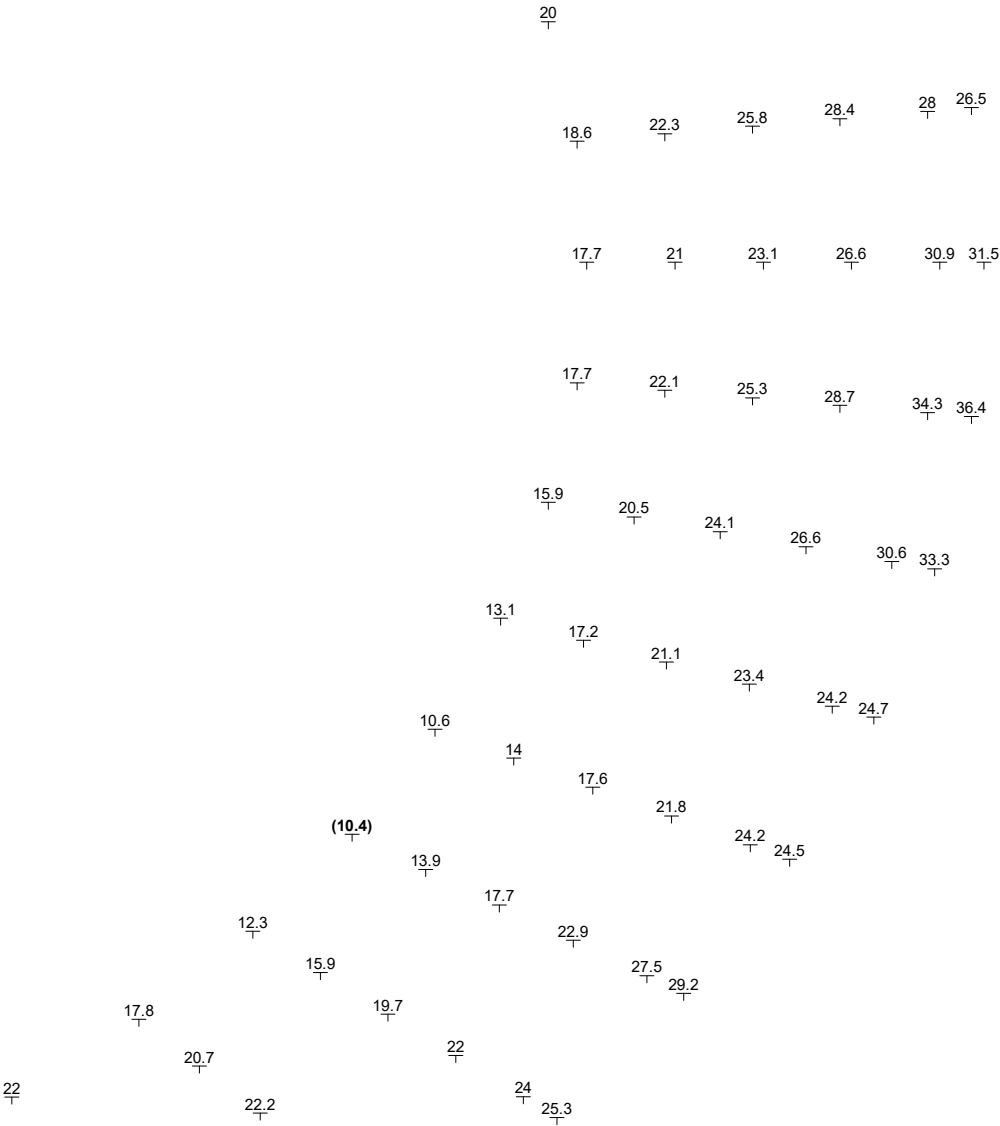 20
18.6 22.3 25.8 28.4 28 26.5
17.7 21 23.1 26.6 30.9 31.5
17.7 22.1 25.3 28.7 34.3 36.4
15.9 20.5 24.1 26.6 30.6 33.3
13.1 17.2 21.1 23.4 24.2 24.7
10.6 14 17.6 21.8 24.2 24.5
(10.4) 13.9 17.7 22.9 27.5 29.2
12.3 15.9 19.7 22 24 25.3
17.8 20.7 22.2
22